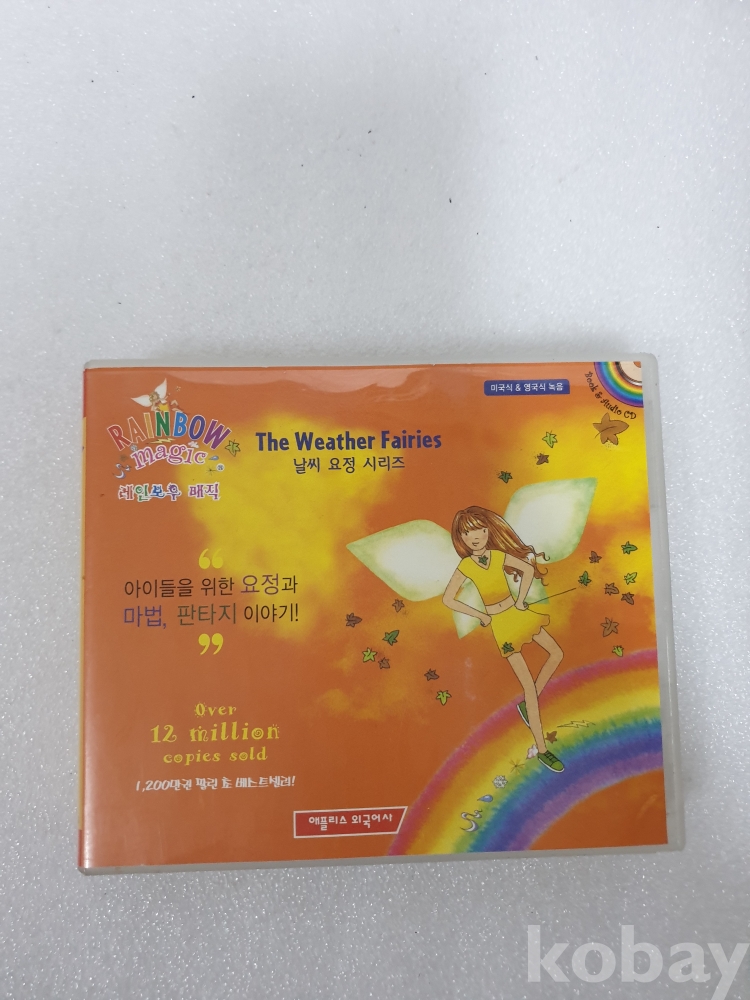 미국식 & 영국식 녹음
Book & Audio CD
RAINBOW
magic
레인보우 매직
The Weather Fairies
날씨 요정 시리즈
“
아이들을 위한 요정과
마법, 판타지 이야기!
”
Over
12 million
copies sold
1,200만권 팔린 초 베스트셀러!
애플리스 외국어사
kobay